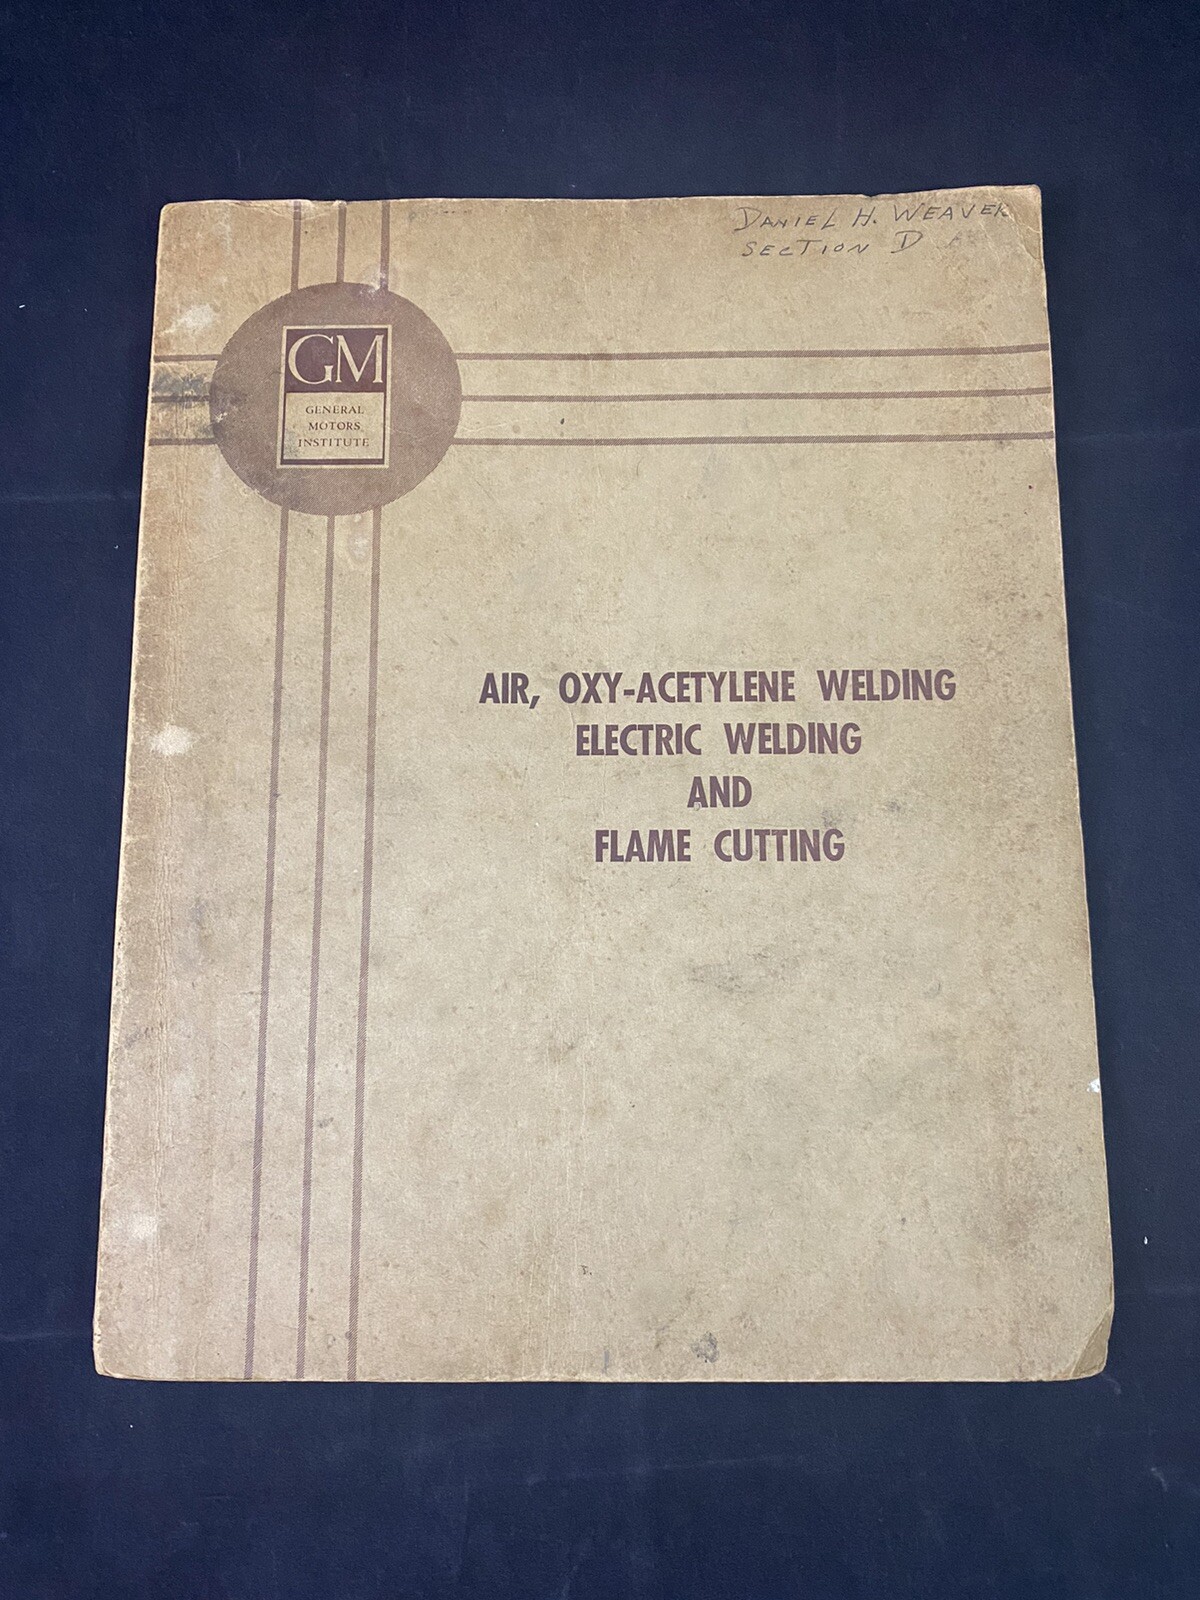 DANIEL H. WEAVER
SECTION D
GM
GENERAL
MOTORS
INSTITUTE
AIR, OXY-ACETYLENE WELDING
ELECTRIC WELDING
AND
FLAME CUTTING